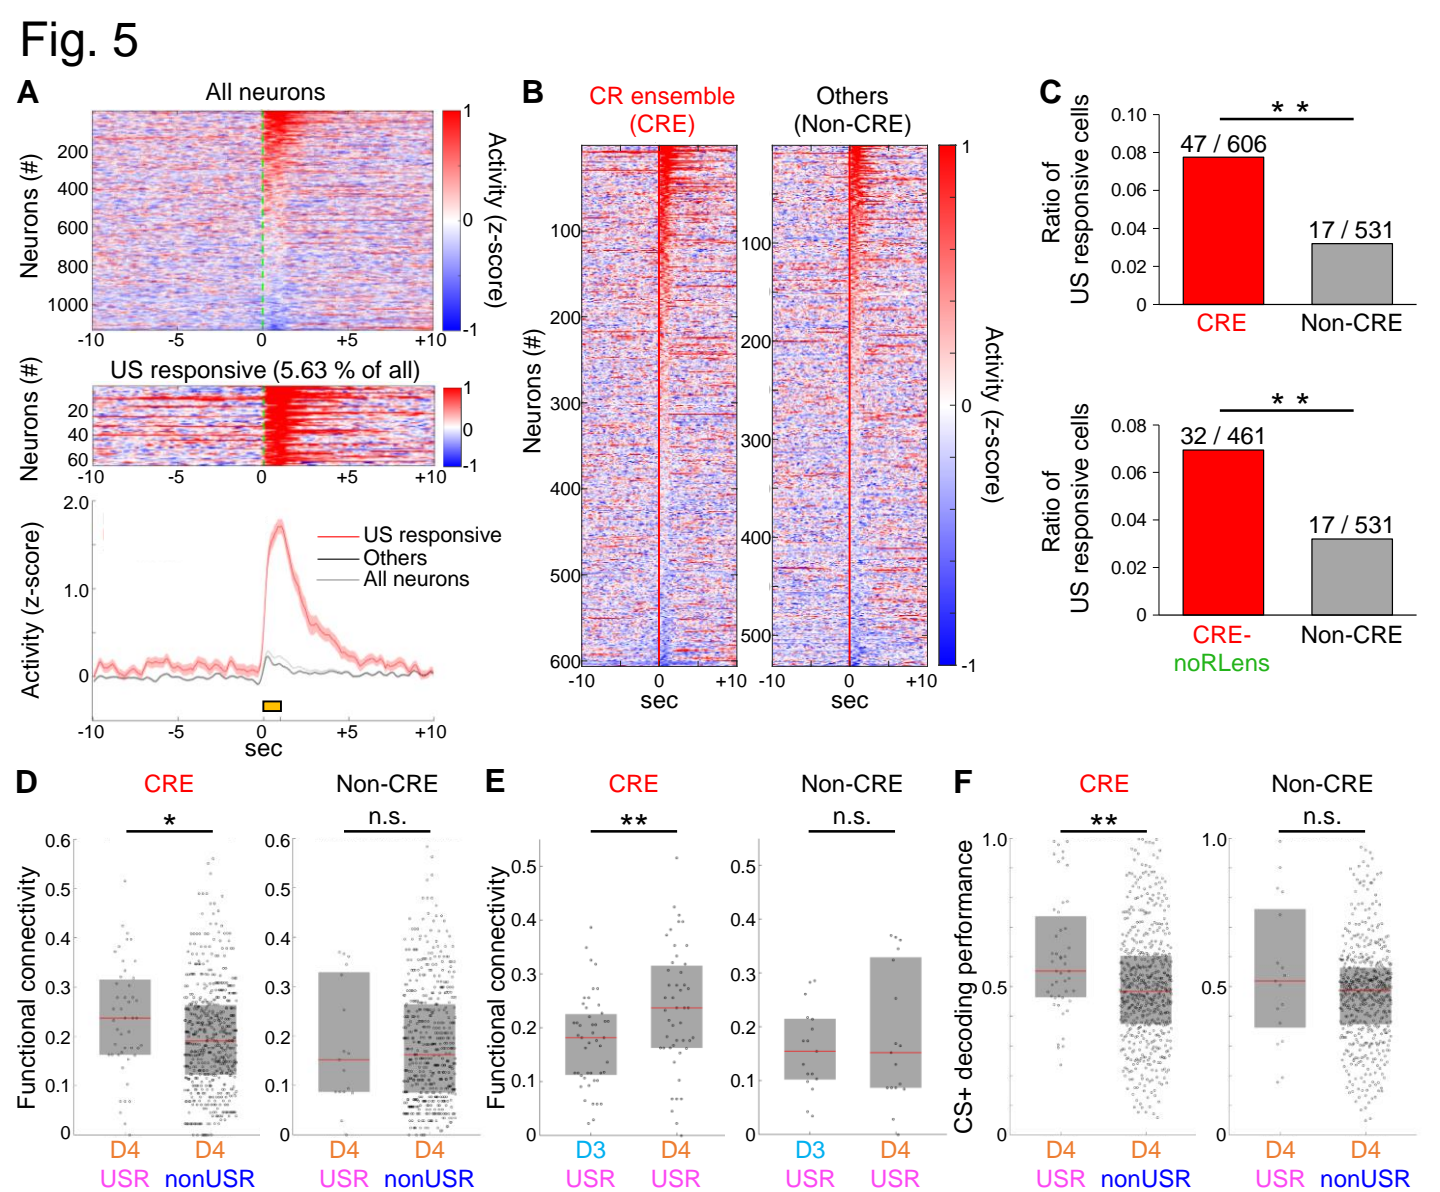 Fig. 5
A
All neurons
Neurons (#)
200
400
600
800
1000
-10
-5
0
+5
+10
1
0
-1
Activity (z-score)
US responsive (5.63 % of all)
Neurons (#)
20
40
60
-10
-5
0
+5
+10
1
0
-1
Activity (z-score)
2.0
1.0
0
US responsive
Others
All neurons
-10
-5
0
+5
+10
sec
B
CR ensemble
(CRE)
Others
(Non-CRE)
Neurons (#)
100
200
300
400
500
600
-10
0
+10
sec
100
200
300
400
500
-10
0
+10
sec
1
0
-1
Activity (z-score)
C
Ratio of
US responsive cells
0.10
0.08
0.06
0.04
0.02
0
* *
47 / 606
17 / 531
CRE
Non-CRE
Ratio of
US responsive cells
0.08
0.06
0.04
0.02
0
* *
32 / 461
17 / 531
CRE-
noRLens
Non-CRE
D
CRE
*
Functional connectivity
0.6
0.5
0.4
0.3
0.2
0.1
0
D4
USR
D4
nonUSR
Non-CRE
n.s.
0.6
0.5
0.4
0.3
0.2
0.1
0
D4
USR
D4
nonUSR
E
CRE
**
Functional connectivity
0.5
0.4
0.3
0.2
0.1
0
D3
USR
D4
USR
Non-CRE
n.s.
0.5
0.4
0.3
0.2
0.1
0
D3
USR
D4
USR
F
CRE
**
CS+ decoding performance
1.0
0.5
0
D4
USR
D4
nonUSR
Non-CRE
n.s.
1.0
0.5
0
D4
USR
D4
nonUSR